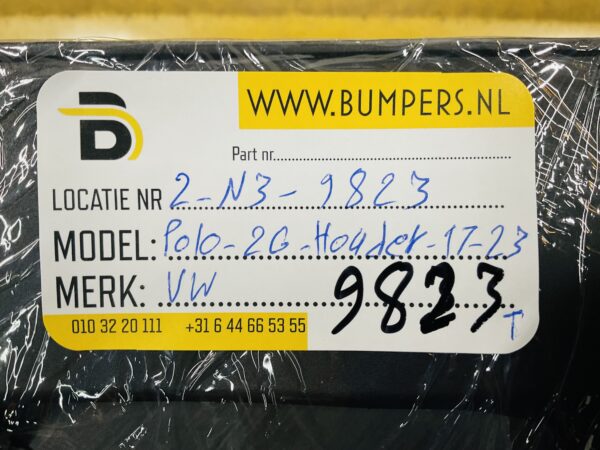 B
WWW.BUMPERS.NL
Part nr
LOCATIE NR 2-N3-9823
MODEL: Polo-2G-Houder-17-23
MERK: VW
9823
T
010 32 20 111 +31 6 44 66 53 55